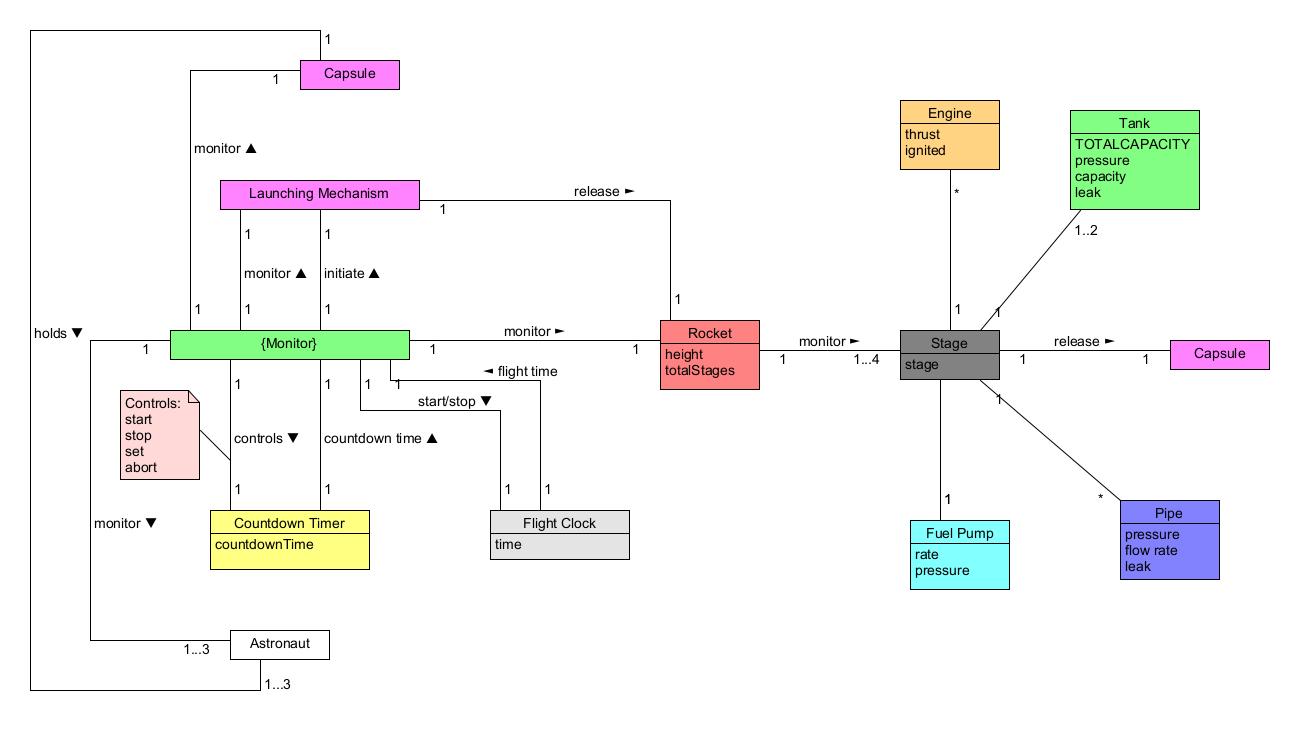 1
Capsule
1
monitor ▲
Launching Mechanism
1
release ►
1
1
1
monitor ▲
initiate ▲
1
1
1
holds ▼
1
{Monitor}
1
monitor ►
1
Rocket
height
totalStages
1
monitor ►
1...4
Engine
thrust
ignited
*
1
Tank
TOTALCAPACITY
pressure
capacity
leak
1..2
1
Stage
stage
1
release ►
1
Capsule
1
1
1
1
1
◄ flight time
start/stop ▼
Controls:
start
stop
set
abort
controls ▼
countdown time ▲
1
1
1
1
Countdown Timer
countdownTime
Flight Clock
time
monitor ▼
1
Fuel Pump
rate
pressure
*
Pipe
pressure
flow rate
leak
Astronaut
1...3
1...3